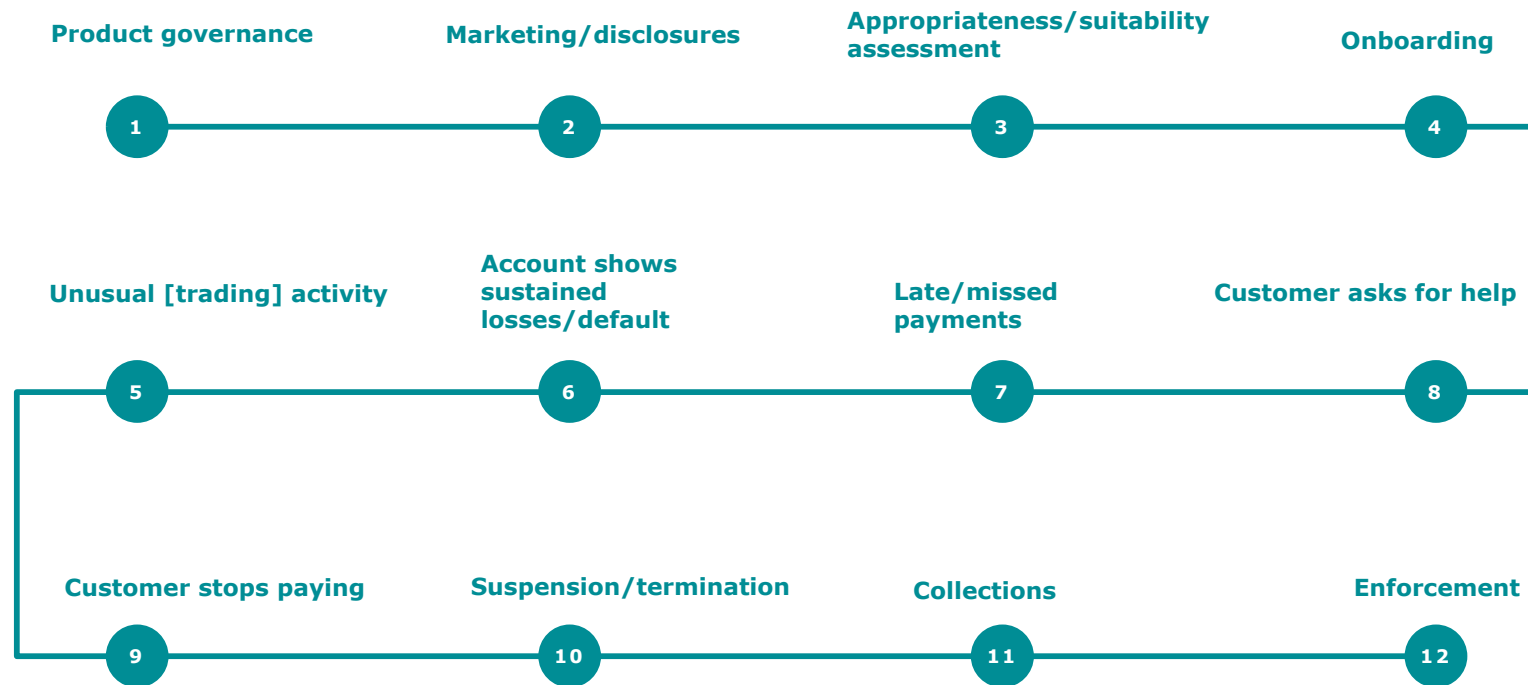 Product governance
Marketing/disclosures
Appropriateness/suitability
assessment
Onboarding
1
2
3
4
Unusual [trading] activity
Account shows
sustained
losses/default
Late/missed
payments
Customer asks for help
5
6
7
8
Customer stops paying
Suspension/termination
Collections
Enforcement
9
10
11
12